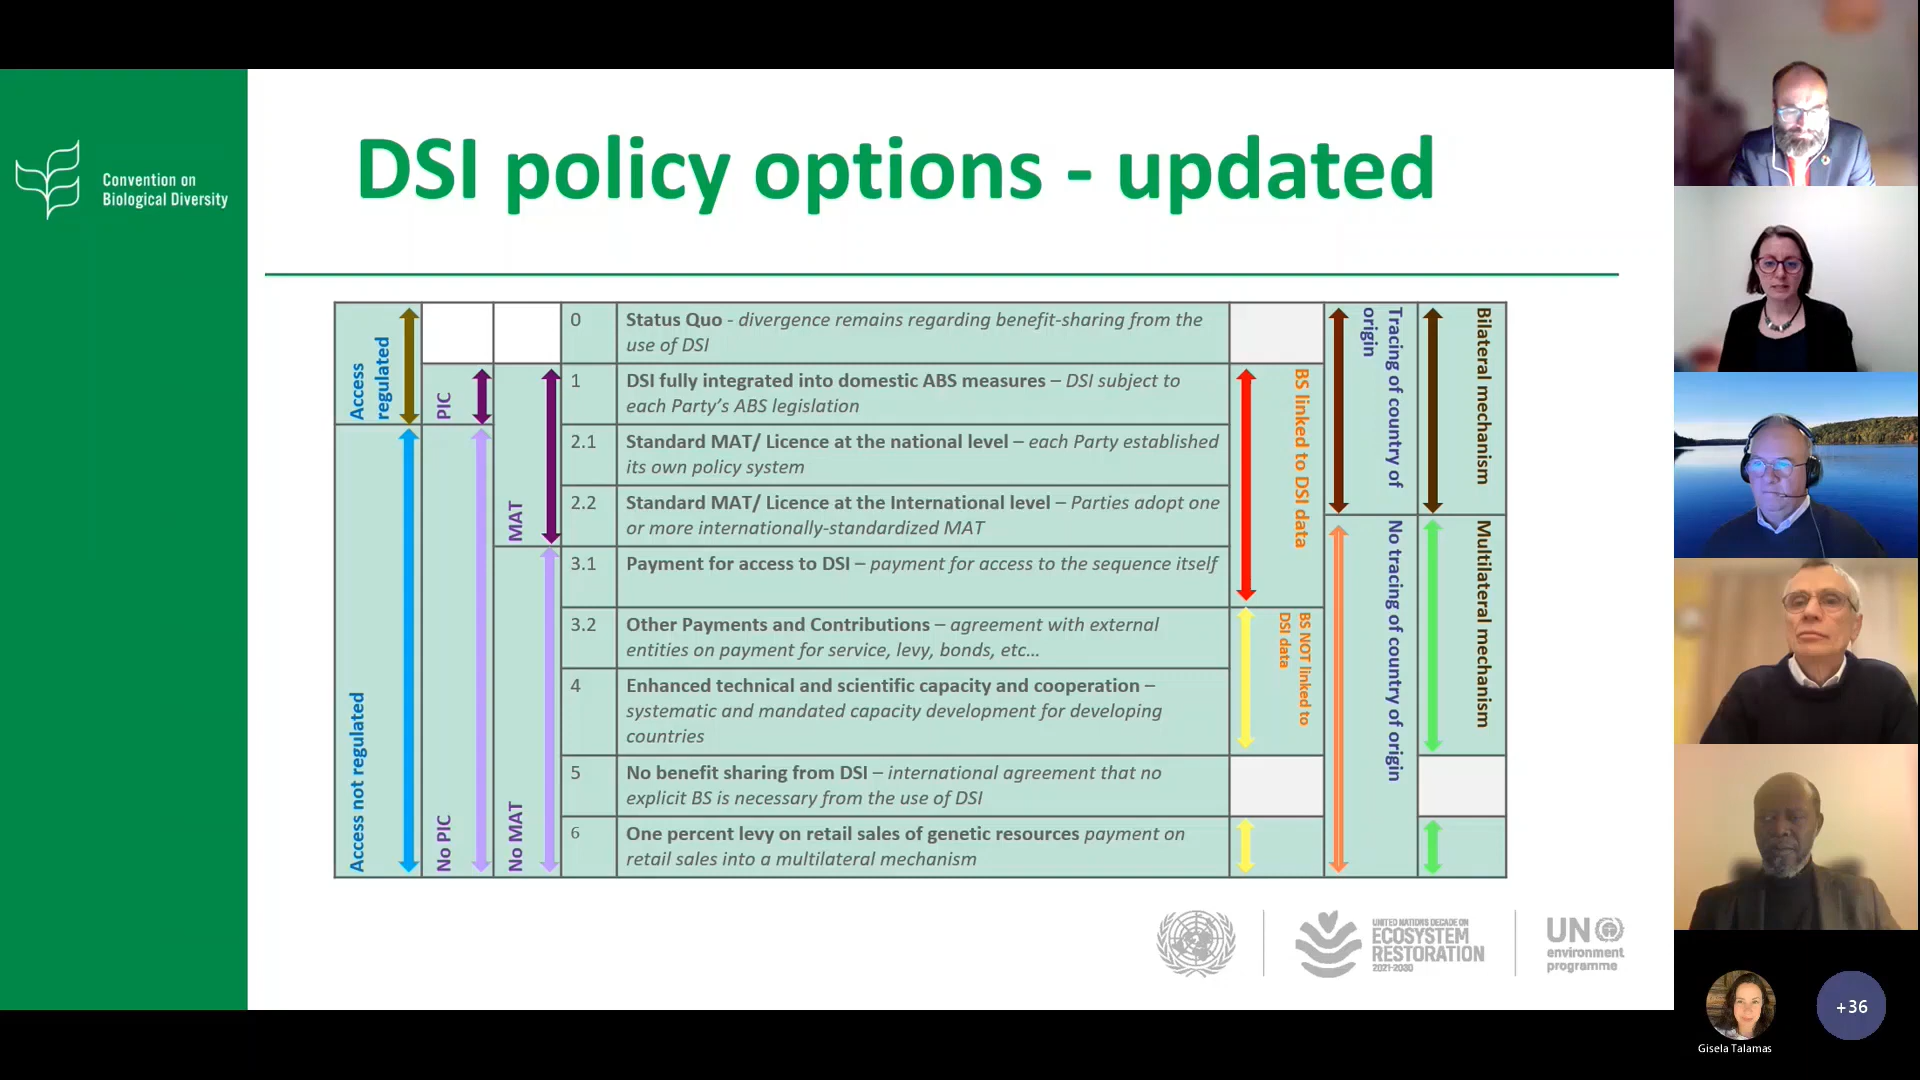 Convention on
Biological Diversity
DSI policy options - updated
Access
regulated
Access not regulated
PIC
No PIC
MAT
No MAT
0
Status Quo - divergence remains regarding benefit-sharing from the
use of DSI
1
DSI fully integrated into domestic ABS measures – DSI subject to
each Party’s ABS legislation
2.1
Standard MAT/ Licence at the national level – each Party established
its own policy system
2.2
Standard MAT/ Licence at the International level – Parties adopt one
or more internationally-standardized MAT
3.1
Payment for access to DSI – payment for access to the sequence itself
3.2
Other Payments and Contributions – agreement with external
entities on payment for service, levy, bonds, etc…
4
Enhanced technical and scientific capacity and cooperation –
systematic and mandated capacity development for developing
countries
5
No benefit sharing from DSI – international agreement that no
explicit BS is necessary from the use of DSI
6
One percent levy on retail sales of genetic resources payment on
retail sales into a multilateral mechanism
BS linked to DSI data
BS NOT linked to
DSI data
Tracing of country of
origin
No tracing of country of origin
Bilateral mechanism
Multilateral mechanism
UNITED NATIONS DECADE ON
ECOSYSTEM
RESTORATION
2021-2030
UN
environment
programme
+36
Gisela Talamas